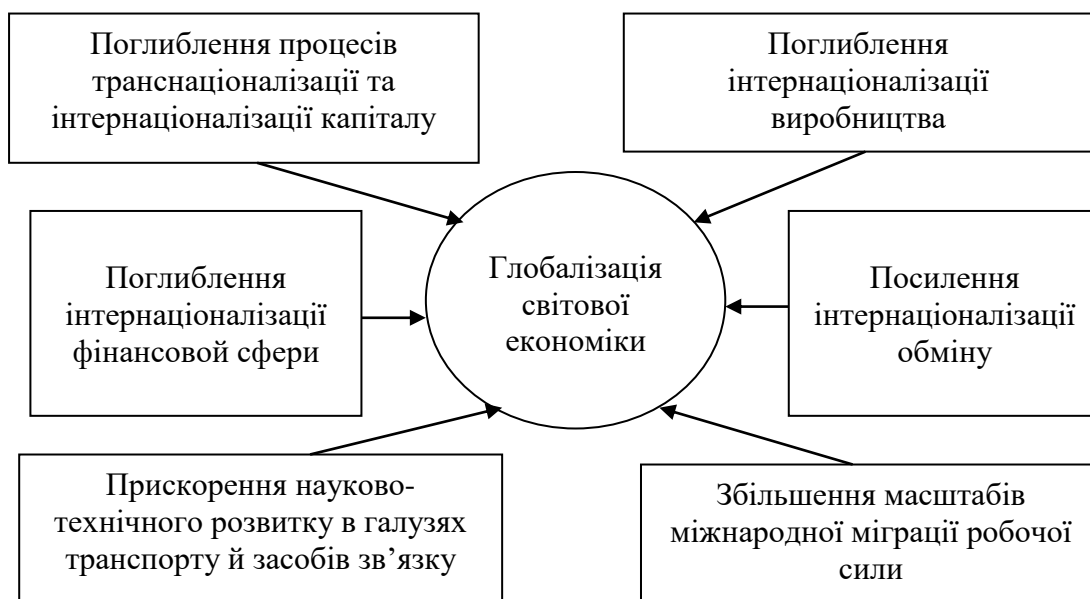 Поглиблення процесів
транснаціоналізації та
інтернаціоналізації капіталу
Поглиблення
інтернаціоналізації
виробництва
Поглиблення
інтернаціоналізації
фінансовой сфери
Глобалізація
світової
економіки
Посилення
інтернаціоналізації
обміну
Прискорення науково-
технічного розвитку в галузях
транспорту й засобів зв’язку
Збільшення масштабів
міжнародної міграції робочої
сили